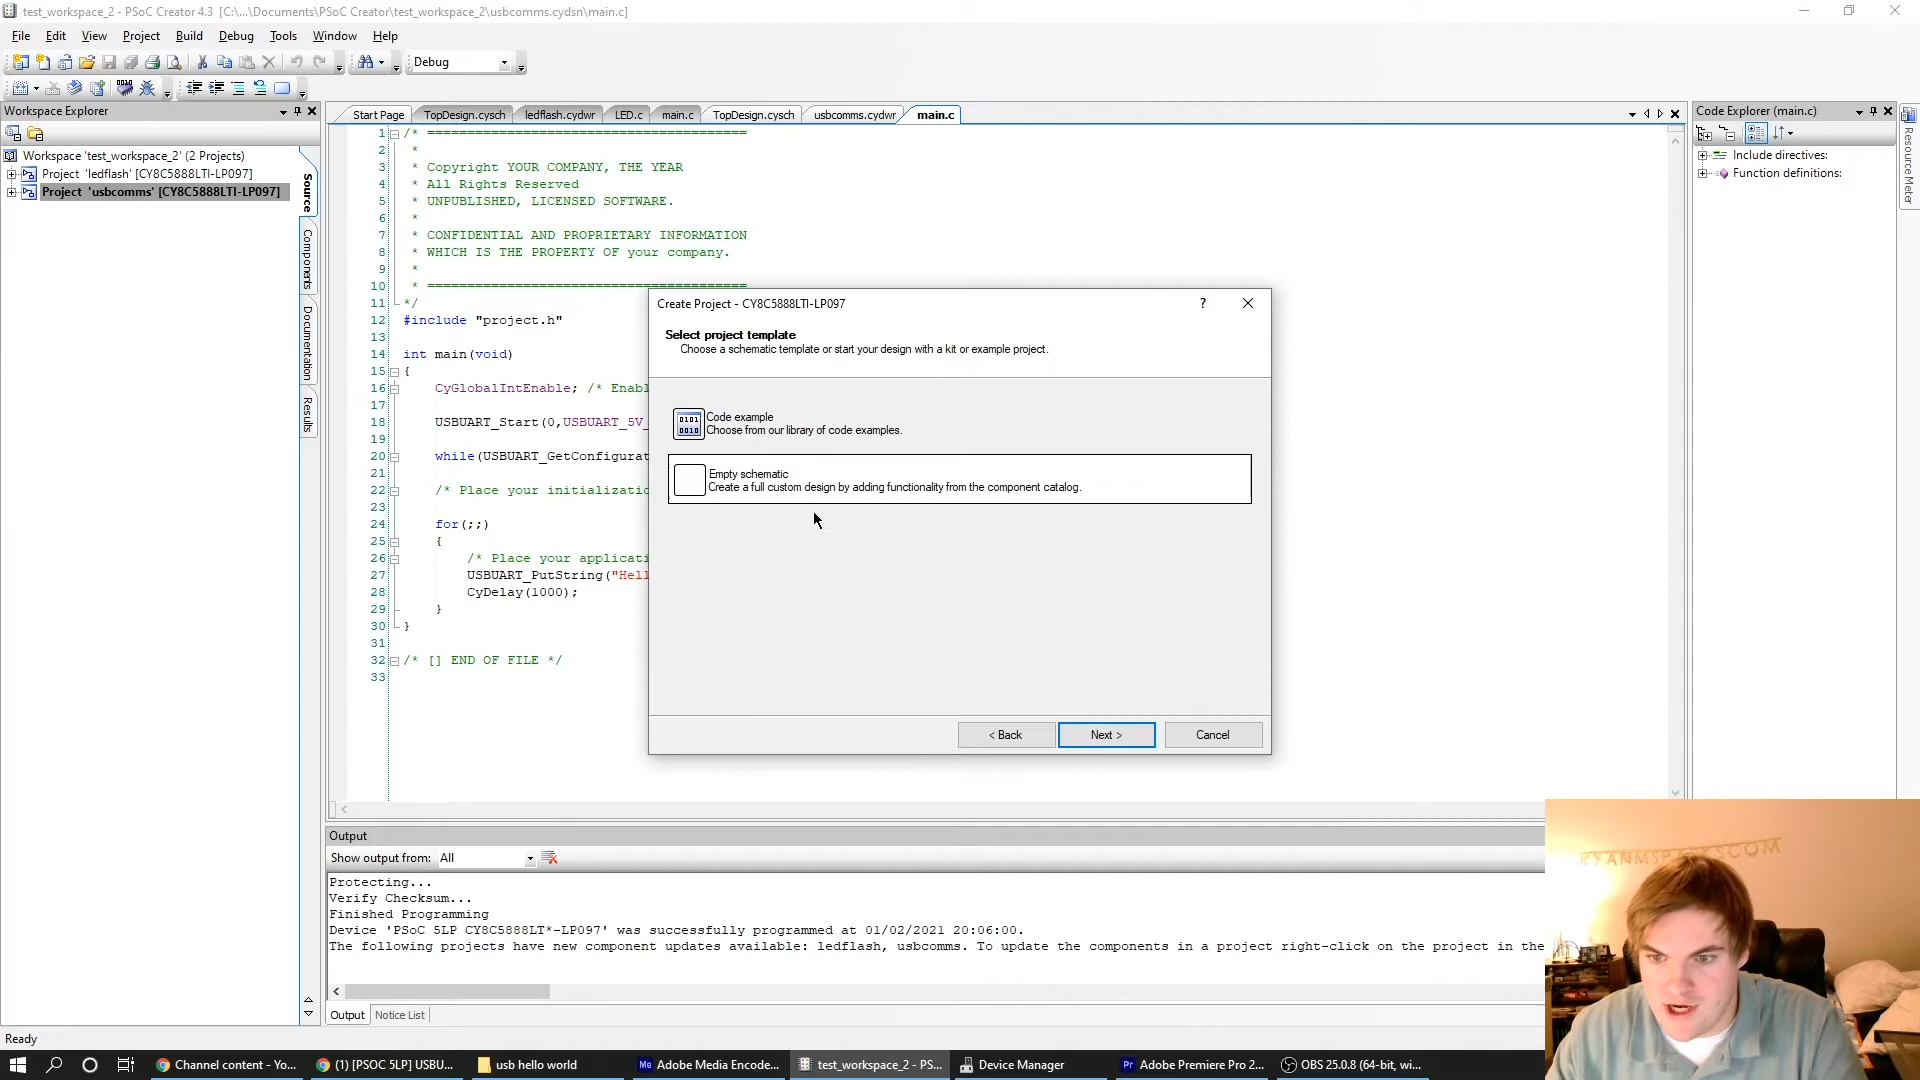 test_workspace_2 - PSoC Creator 4.3 [C:\...\Documents\PSoC Creator\test_workspace_2\usbcomms.cydsn\main.c]
File Edit View Project Build Debug Tools Window Help
Debug
Workspace Explorer
Workspace 'test_workspace_2' (2 Projects)
Project 'ledflash' [CY8C5888LTI-LP097]
Project 'usbcomms' [CY8C5888LTI-LP097]
Source
Components
Documentation
Results
Start Page TopDesign.cysch ledflash.cydwr LED.c main.c TopDesign.cysch usbcomms.cydwr main.c
1 /* ========================================
2 *
3 * Copyright YOUR COMPANY, THE YEAR
4 * All Rights Reserved
5 * UNPUBLISHED, LICENSED SOFTWARE.
6 *
7 * CONFIDENTIAL AND PROPRIETARY INFORMATION
8 * WHICH IS THE PROPERTY OF your company.
9 *
10 * ========================================
11 */
12 #include "project.h"
13
14 int main(void)
15 {
16 CyGlobalIntEnable; /* Enabl
17
18 USBUART_Start(0,USBUART_5V_
19
20 while(USBUART_GetConfigurat
21
22 /* Place your initializatio
23
24 for(;;)
25 {
26 /* Place your applicati
27 USBUART_PutString("Hell
28 CyDelay(1000);
29 }
30 }
31
32 /* [] END OF FILE */
33
Create Project - CY8C5888LTI-LP097
?
Select project template
Choose a schematic template or start your design with a kit or example project.
0101
0010
Code example
Choose from our library of code examples.
Empty schematic
Create a full custom design by adding functionality from the component catalog.
< Back Next > Cancel
Code Explorer (main.c)
Include directives:
Function definitions:
Resource Meter
Output
Show output from: All
Protecting...
Verify Checksum...
Finished Programming
Device 'PSoC 5LP CY8C5888LT*-LP097' was successfully programmed at 01/02/2021 20:06:00.
The following projects have new component updates available: ledflash, usbcomms. To update the components in a project right-click on the project in the
Output Notice List
Ready
RYANMSPARKS.COM
Channel content - Yo...
(1) [PSOC 5LP] USBU...
usb hello world
Me Adobe Media Encode...
test_workspace_2 - PS...
Device Manager
Pr Adobe Premiere Pro 2...
OBS 25.0.8 (64-bit, wi...